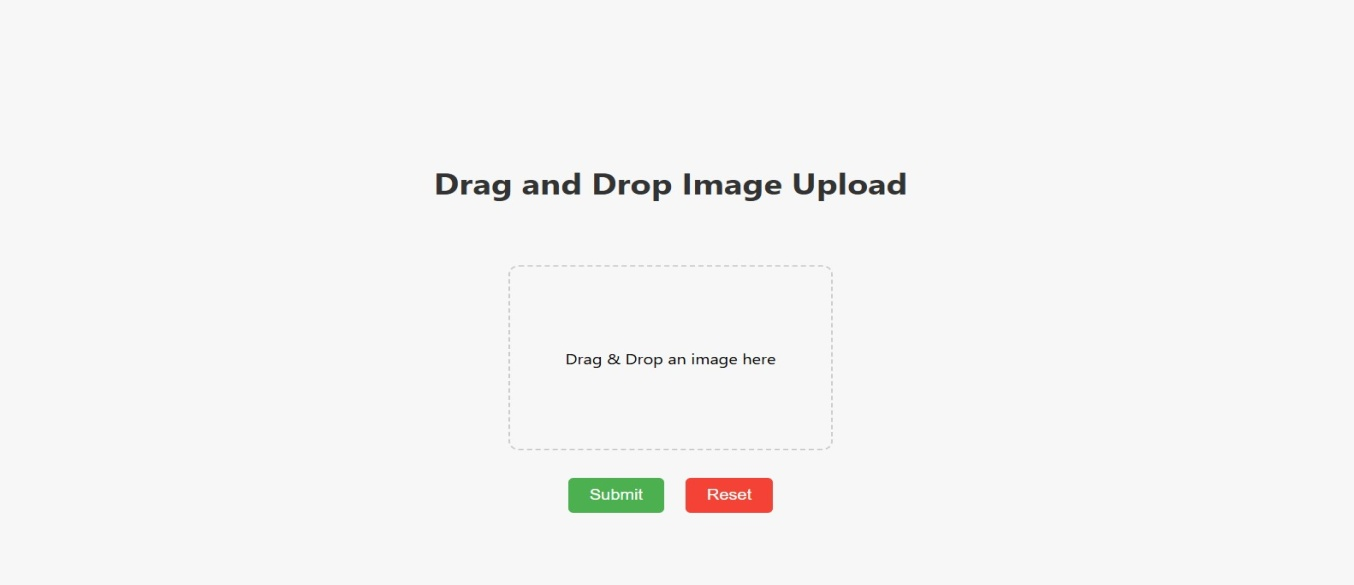 Drag and Drop Image Upload
Drag & Drop an image here
Submit
Reset